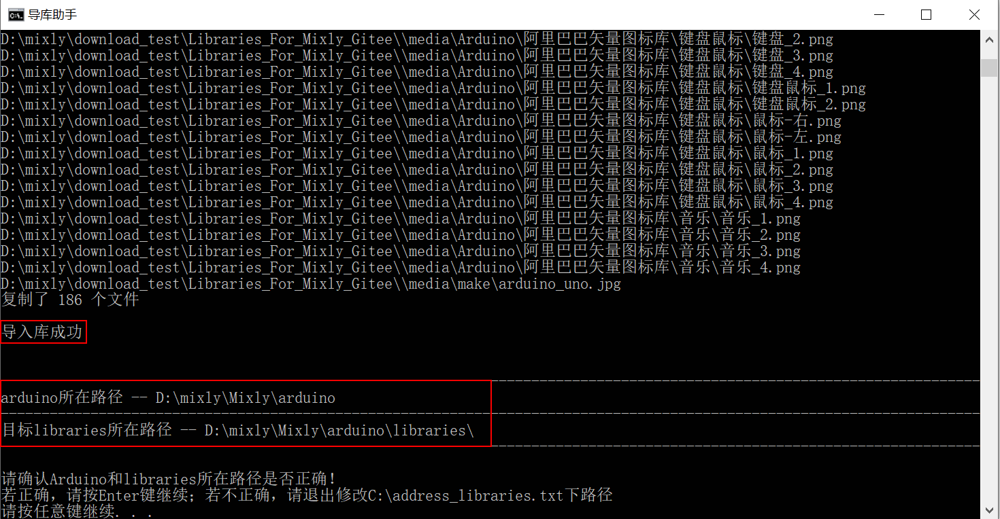 导库助手
D:\mixly\download_test\Libraries_For_Mixly_Gitee\\media\Arduino\阿里巴巴矢量图标库\键盘鼠标\键盘_2.png
D:\mixly\download_test\Libraries_For_Mixly_Gitee\\media\Arduino\阿里巴巴矢量图标库\键盘鼠标\键盘_3.png
D:\mixly\download_test\Libraries_For_Mixly_Gitee\\media\Arduino\阿里巴巴矢量图标库\键盘鼠标\键盘_4.png
D:\mixly\download_test\Libraries_For_Mixly_Gitee\\media\Arduino\阿里巴巴矢量图标库\键盘鼠标\键盘鼠标_1.png
D:\mixly\download_test\Libraries_For_Mixly_Gitee\\media\Arduino\阿里巴巴矢量图标库\键盘鼠标\键盘鼠标_2.png
D:\mixly\download_test\Libraries_For_Mixly_Gitee\\media\Arduino\阿里巴巴矢量图标库\键盘鼠标\鼠标-右.png
D:\mixly\download_test\Libraries_For_Mixly_Gitee\\media\Arduino\阿里巴巴矢量图标库\键盘鼠标\鼠标-左.png
D:\mixly\download_test\Libraries_For_Mixly_Gitee\\media\Arduino\阿里巴巴矢量图标库\键盘鼠标\鼠标_1.png
D:\mixly\download_test\Libraries_For_Mixly_Gitee\\media\Arduino\阿里巴巴矢量图标库\键盘鼠标\鼠标_2.png
D:\mixly\download_test\Libraries_For_Mixly_Gitee\\media\Arduino\阿里巴巴矢量图标库\键盘鼠标\鼠标_3.png
D:\mixly\download_test\Libraries_For_Mixly_Gitee\\media\Arduino\阿里巴巴矢量图标库\键盘鼠标\鼠标_4.png
D:\mixly\download_test\Libraries_For_Mixly_Gitee\\media\Arduino\阿里巴巴矢量图标库\音乐\音乐_1.png
D:\mixly\download_test\Libraries_For_Mixly_Gitee\\media\Arduino\阿里巴巴矢量图标库\音乐\音乐_2.png
D:\mixly\download_test\Libraries_For_Mixly_Gitee\\media\Arduino\阿里巴巴矢量图标库\音乐\音乐_3.png
D:\mixly\download_test\Libraries_For_Mixly_Gitee\\media\Arduino\阿里巴巴矢量图标库\音乐\音乐_4.png
D:\mixly\download_test\Libraries_For_Mixly_Gitee\\media\make\arduino_uno.jpg
复制了 186 个文件
导入库成功
arduino所在路径 -- D:\mixly\Mixly\arduino
目标libraries所在路径 -- D:\mixly\Mixly\arduino\libraries\
请确认Arduino和libraries所在路径是否正确!
若正确，请按Enter键继续；若不正确，请退出修改C:\address_libraries.txt下路径
请按任意键继续. . .